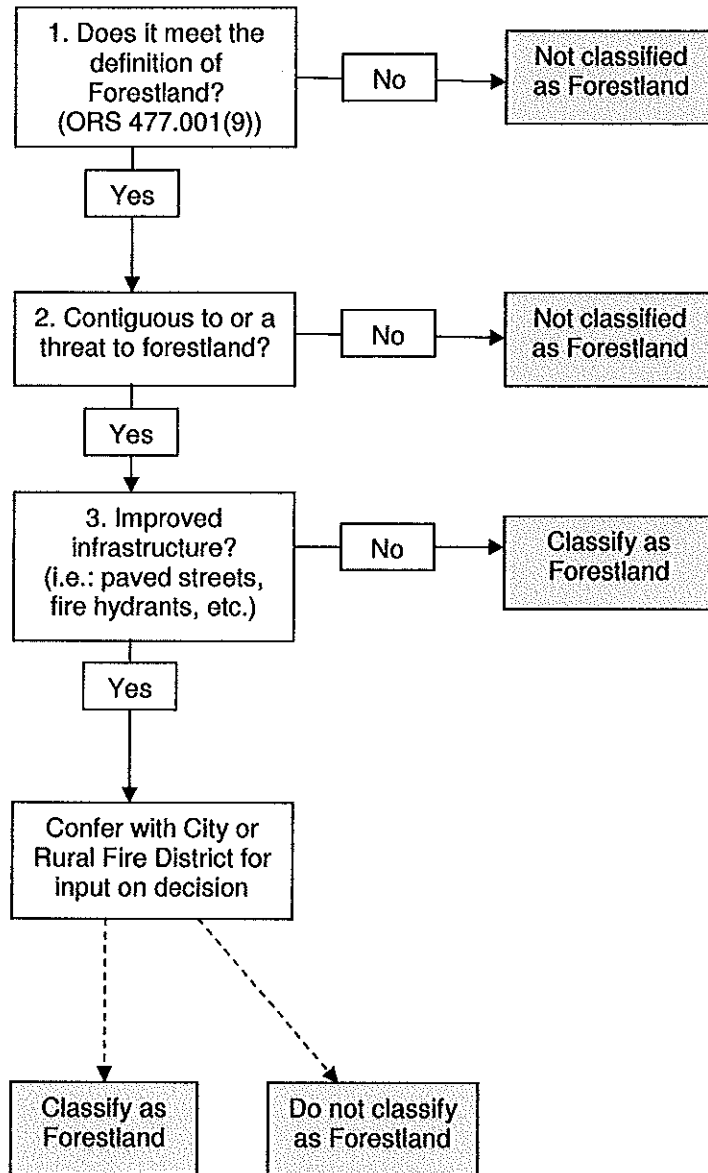 1. Does it meet the
definition of
Forestland?
(ORS 477.001(9))
No
Not classified
as Forestland
Yes
2. Contiguous to or a
threat to forestland?
No
Not classified
as Forestland
Yes
3. Improved
infrastructure?
(i.e.: paved streets,
fire hydrants, etc.)
No
Classify as
Forestland
Yes
Confer with City or
Rural Fire District for
input on decision
Classify as
Forestland
Do not classify
as Forestland